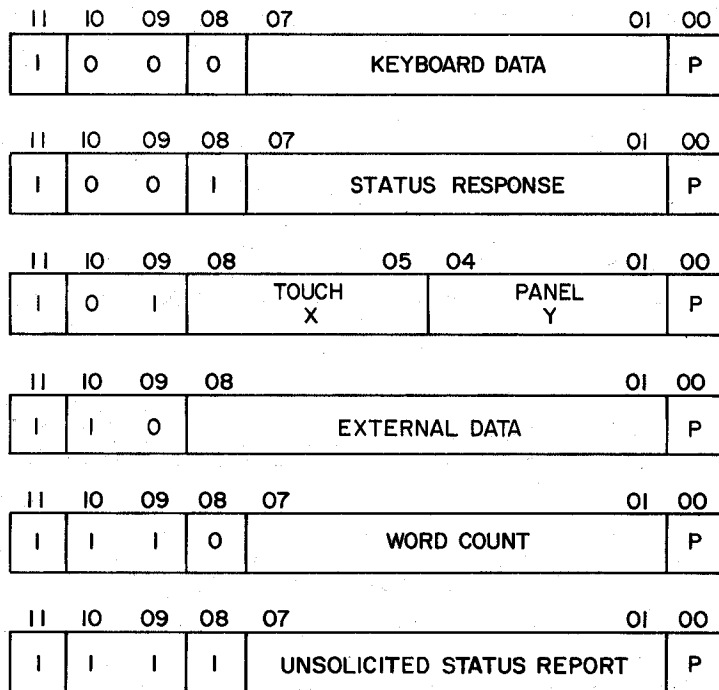 11 10 09 08 07 01 00
1 0 0 0 KEYBOARD DATA P
11 10 09 08 07 01 00
1 0 0 1 STATUS RESPONSE P
11 10 09 08 05 04 01 00
1 0 1 TOUCH X PANEL Y P
11 10 09 08 01 00
1 1 0 EXTERNAL DATA P
11 10 09 08 07 01 00
1 1 1 0 WORD COUNT P
11 10 09 08 07 01 00
1 1 1 1 UNSOLICITED STATUS REPORT P